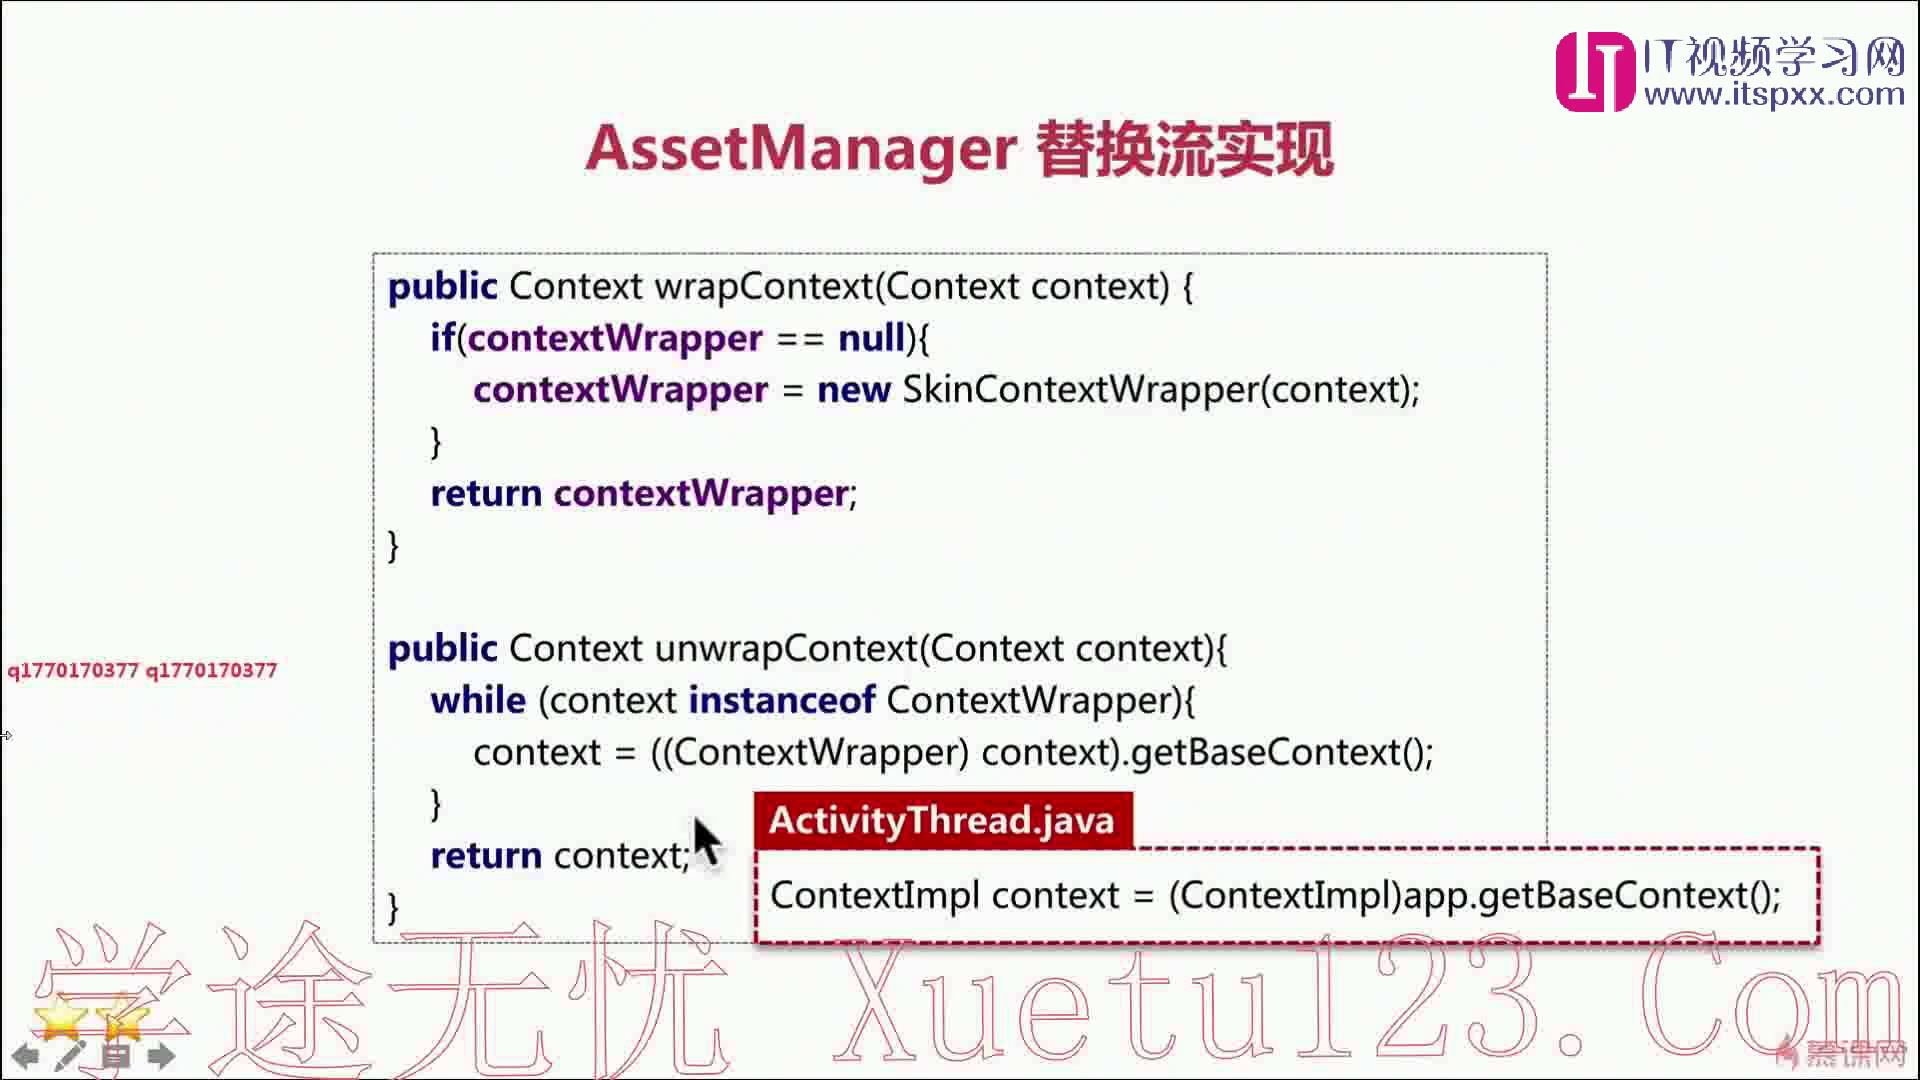 IT视频学习网
www.itspxx.com
AssetManager 替换流实现
public Context wrapContext(Context context) {
if(contextWrapper == null){
contextWrapper = new SkinContextWrapper(context);
}
return contextWrapper;
}
public Context unwrapContext(Context context){
q1770170377 q1770170377
while (context instanceof ContextWrapper){
context = ((ContextWrapper) context).getBaseContext();
}
ActivityThread.java
return context;
ContextImpl context = (ContextImpl)app.getBaseContext();
}
学途无忧 Xuetu123.Com
慕课网